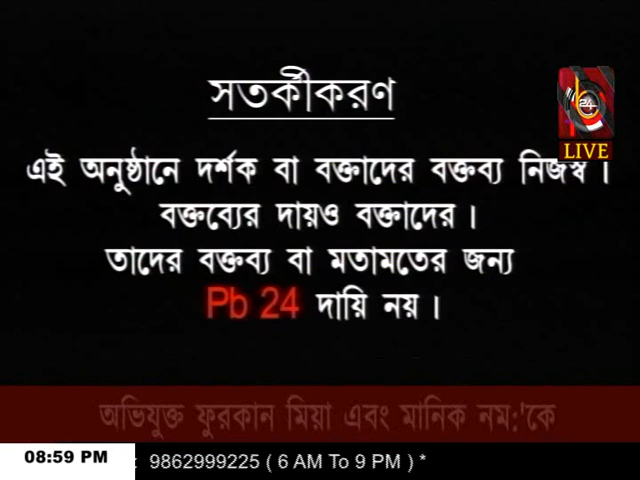 সতর্কীকরণ
24
LIVE
এই অনুষ্ঠানে দর্শক বা বক্তাদের বক্তব্য নিজস্ব।
বক্তব্যের দায়ও বক্তাদের।
তাদের বক্তব্য বা মতামতের জন্য
Pb 24 দায়ি নয়।
অভিযুক্ত ফুরকান মিয়া এবং মানিক নম:'কে
08:59 PM : 9862999225 ( 6 AM To 9 PM ) *